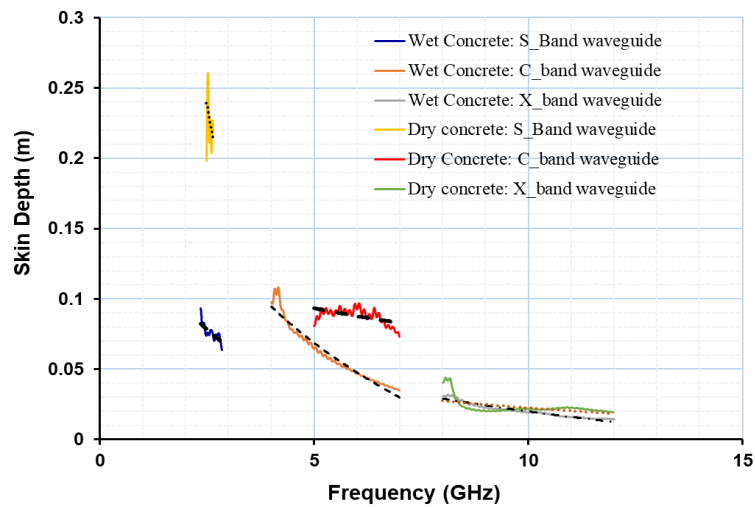 0.3
0.25
0.2
0.15
0.1
0.05
0
0
5
10
15
Skin Depth (m)
Frequency (GHz)
Wet Concrete: S_Band waveguide
Wet Concrete: C_band waveguide
Wet Concrete: X_band waveguide
Dry concrete: S_Band waveguide
Dry Concrete: C_band waveguide
Dry concrete: X_band waveguide